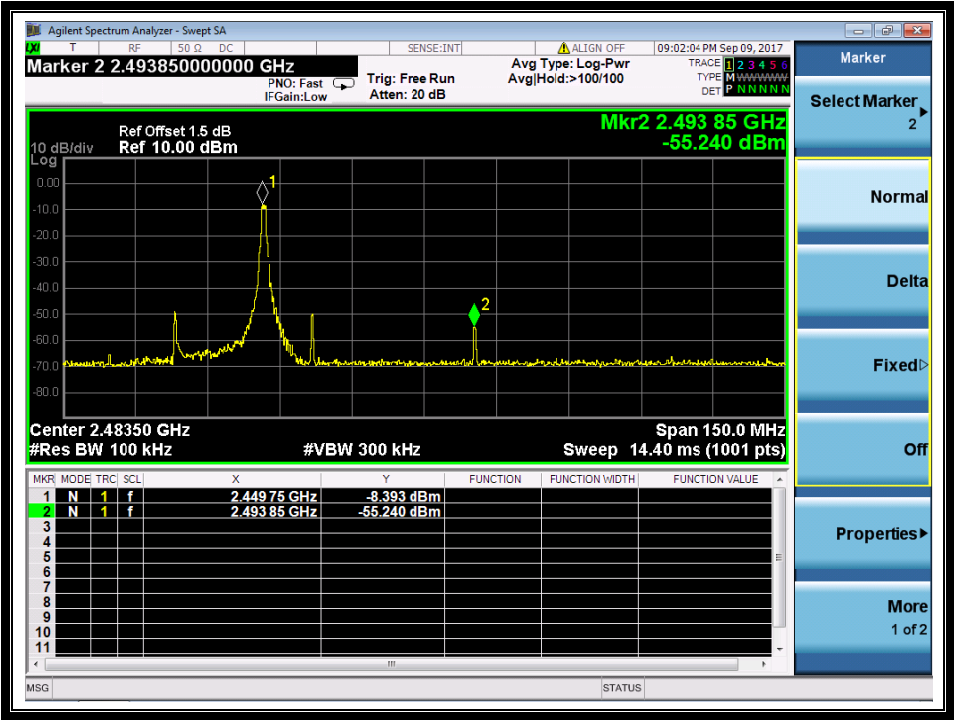 Agilent Spectrum Analyzer - Swept SA
LXI T RF 50 Ω DC SENSE:INT ALIGN OFF 09:02:04 PM Sep 09, 2017
Marker 2 2.493850000000 GHz
PNO: Fast
IFGain:Low
Trig: Free Run
Atten: 20 dB
Avg Type: Log-Pwr
Avg|Hold:>100/100
TRACE 1 2 3 4 5 6
TYPE M WWWWW
DET P N N N N N
Ref Offset 1.5 dB
Ref 10.00 dBm
10 dB/div
Log
Mkr2 2.493 85 GHz
-55.240 dBm
0.00
-10.0
-20.0
-30.0
-40.0
-50.0
-60.0
-70.0
-80.0
1
2
Center 2.48350 GHz Span 150.0 MHz
#Res BW 100 kHz #VBW 300 kHz Sweep 14.40 ms (1001 pts)
MKR MODE TRC SCL X Y FUNCTION FUNCTION WIDTH FUNCTION VALUE
1 N 1 f 2.449 75 GHz -8.393 dBm
2 N 1 f 2.493 85 GHz -55.240 dBm
3
4
5
6
7
8
9
10
11
MSG STATUS
Marker
Select Marker
2
Normal
Delta
Fixed
Off
Properties
More
1 of 2